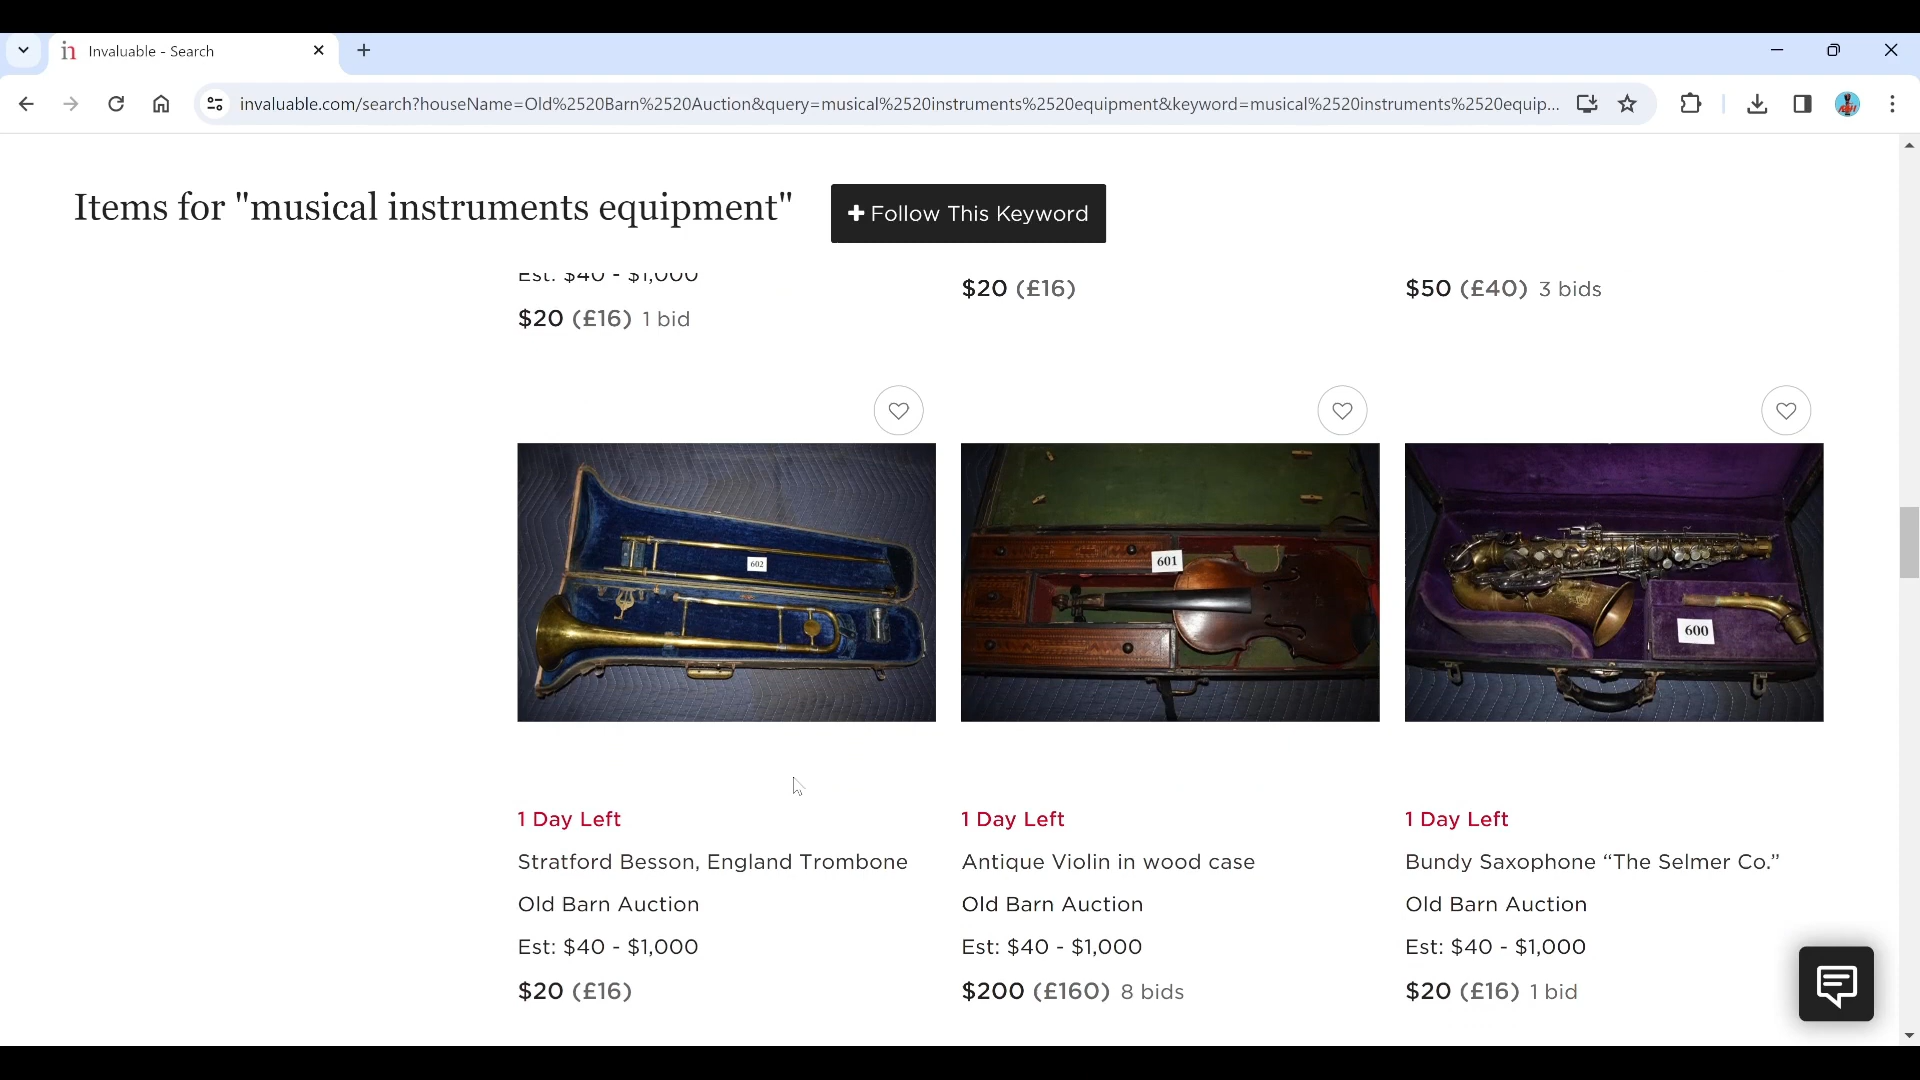 Invaluable - Search
invaluable.com/search?houseName=Old%2520Barn%2520Auction&query=musical%2520instruments%2520equipment&keyword=musical%2520instruments%2520equip...
Items for "musical instruments equipment"
Follow This Keyword
Est: $40 - $1,000
$20 (£16) 1 bid
$20 (£16)
$50 (£40) 3 bids
602
601
600
1 Day Left
Stratford Besson, England Trombone
Old Barn Auction
Est: $40 - $1,000
$20 (£16)
1 Day Left
Antique Violin in wood case
Old Barn Auction
Est: $40 - $1,000
$200 (£160) 8 bids
1 Day Left
Bundy Saxophone “The Selmer Co.”
Old Barn Auction
Est: $40 - $1,000
$20 (£16) 1 bid